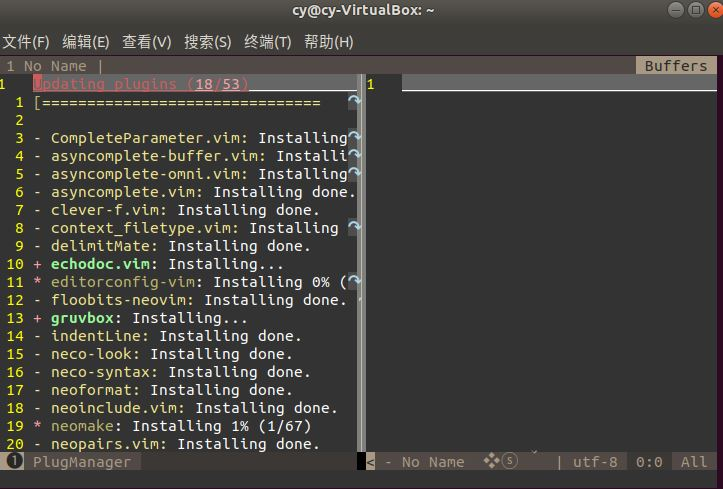 cy@cy-VirtualBox: ~
文件(F) 编辑(E) 查看(V) 搜索(S) 终端(T) 帮助(H)
1 No Name | Buffers
1 Updating plugins (18/53)
1 [===============================
2
3 - CompleteParameter.vim: Installing
4 - asyncomplete-buffer.vim: Installi
5 - asyncomplete-omni.vim: Installing
6 - asyncomplete.vim: Installing done.
7 - clever-f.vim: Installing done.
8 - context_filetype.vim: Installing
9 - delimitMate: Installing done.
10 + echodoc.vim: Installing...
11 * editorconfig-vim: Installing 0% (
12 - floobits-neovim: Installing done.
13 + gruvbox: Installing...
14 - indentLine: Installing done.
15 - neco-look: Installing done.
16 - neco-syntax: Installing done.
17 - neoformat: Installing done.
18 - neoinclude.vim: Installing done.
19 * neomake: Installing 1% (1/67)
20 - neopairs.vim: Installing done.
1
❶ PlugManager
< - No Name ❖Ⓢ | utf-8 0:0 All